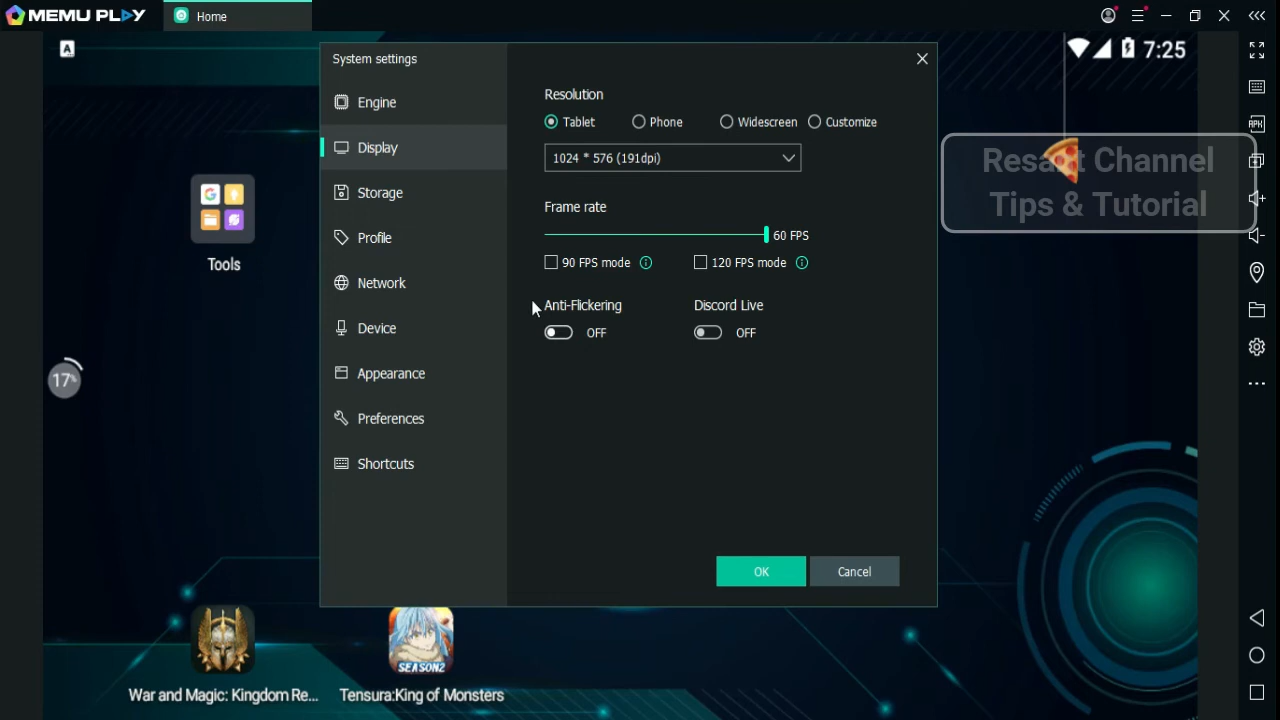 MEMU PLAY
Home
A
7:25
System settings
Engine
Display
Storage
Profile
Network
Device
Appearance
Preferences
Shortcuts
Resolution
Tablet
Phone
Widescreen
Customize
1024 * 576 (191dpi)
Frame rate
60 FPS
90 FPS mode
120 FPS mode
Anti-Flickering
Discord Live
OFF
OFF
OK
Cancel
Channel
Tips & Tutorial
APK
Tools
17%
SEASON2
War and Magic: Kingdom Re...
Tensura:King of Monsters